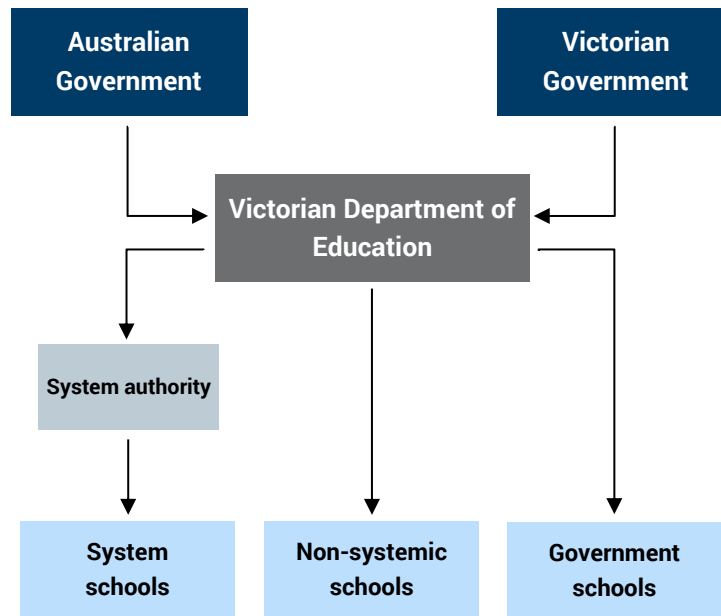 Australian
Government
Victorian
Government
Victorian Department of
Education
System authority
System
schools
Non-systemic
schools
Government
schools